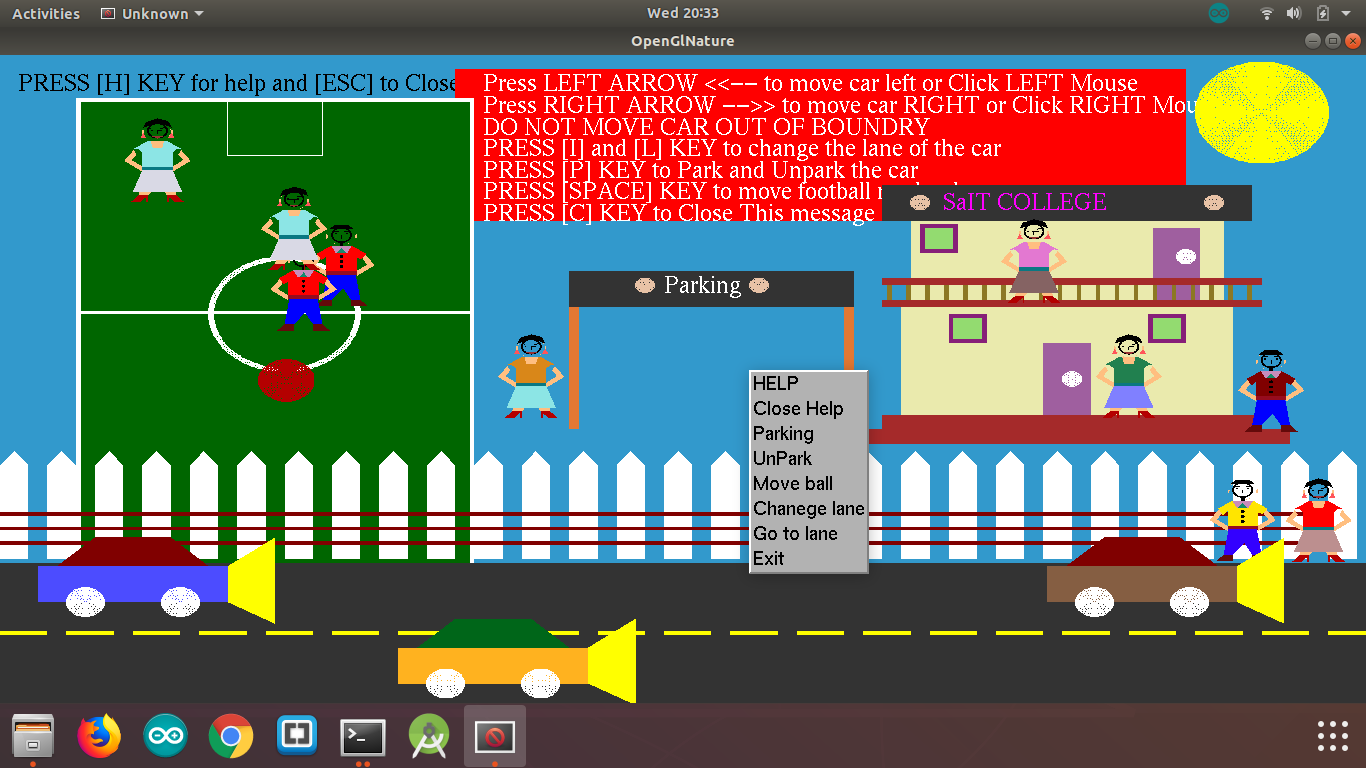 Activities
Unknown
Wed 20:33
OpenGlNature
PRESS [H] KEY for help and [ESC] to Close
Press LEFT ARROW <<−− to move car left or Click LEFT Mouse
Press RIGHT ARROW −−>> to move car RIGHT or Click RIGHT Mou
DO NOT MOVE CAR OUT OF BOUNDRY
PRESS [I] and [L] KEY to change the lane of the car
PRESS [P] KEY to Park and Unpark the car
PRESS [SPACE] KEY to move football
PRESS [C] KEY to Close This message
SaIT COLLEGE
Parking
HELP
Close Help
Parking
UnPark
Move ball
Chanege lane
Go to lane
Exit